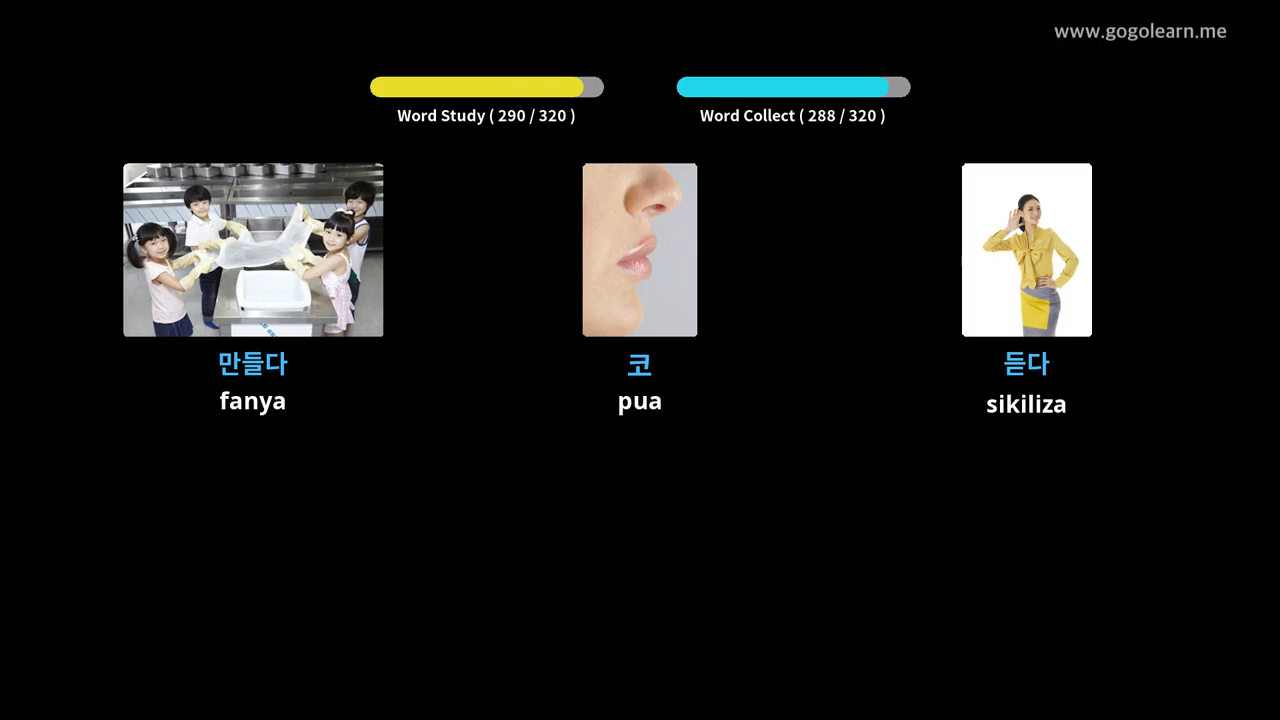 www.gogolearn.me
Word Study ( 290 / 320 )
Word Collect ( 288 / 320 )
만들다
fanya
코
pua
듣다
sikiliza